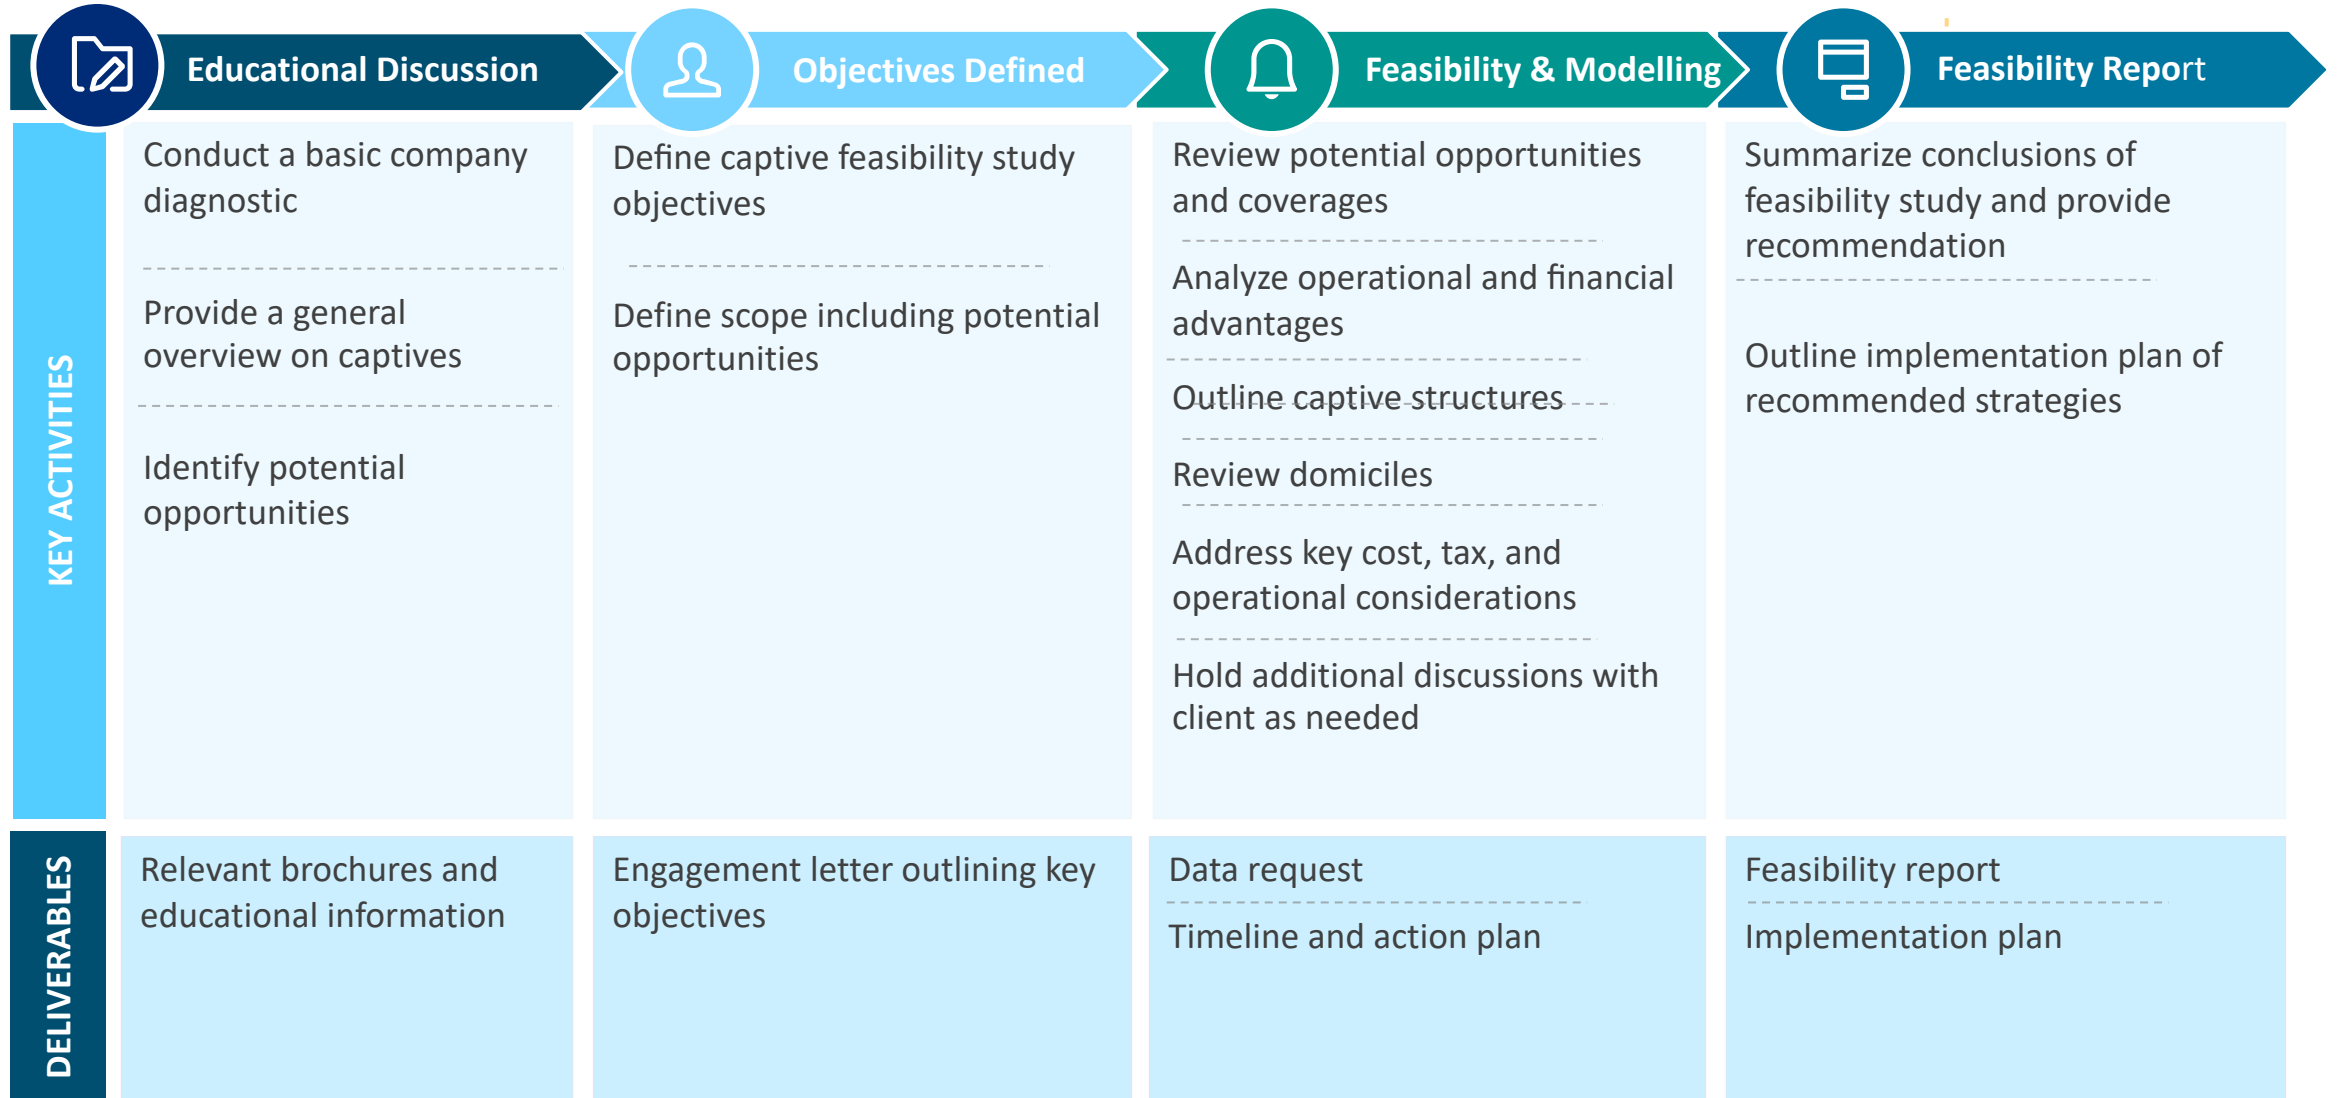 Educational Discussion
Objectives Defined
Feasibility & Modelling
Feasibility Report
KEY ACTIVITIES
Conduct a basic company
diagnostic
Provide a general
overview on captives
Identify potential
opportunities
Define captive feasibility study
objectives
Define scope including potential
opportunities
Review potential opportunities
and coverages
Analyze operational and financial
advantages
Outline captive structures
Review domiciles
Address key cost, tax, and
operational considerations
Hold additional discussions with
client as needed
Summarize conclusions of
feasibility study and provide
recommendation
Outline implementation plan of
recommended strategies
DELIVERABLES
Relevant brochures and
educational information
Engagement letter outlining key
objectives
Data request
Timeline and action plan
Feasibility report
Implementation plan